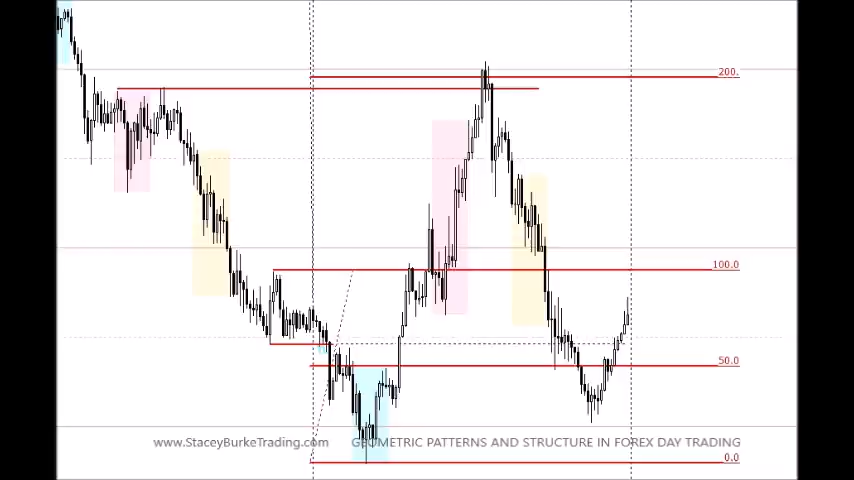 200.
100.0
50.0
www.StaceyBurkeTrading.com GEOMETRIC PATTERNS AND STRUCTURE IN FOREX DAY TRADING
0.0